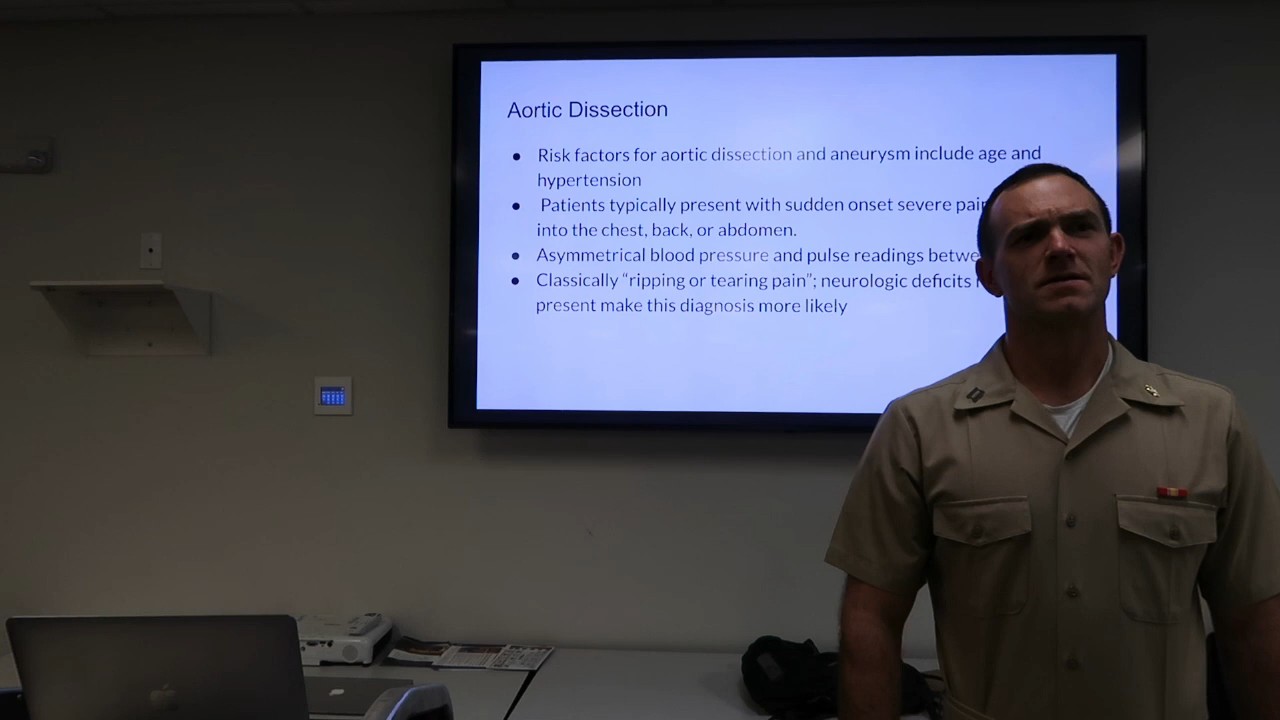 Aortic Dissection
● Risk factors for aortic dissection and aneurysm include age and
hypertension
● Patients typically present with sudden onset severe
into the chest, back, or abdomen.
● Asymmetrical blood pressure and pulse readings
● Classically “ripping or tearing pain”; neurologic deficits
present make this diagnosis more likely